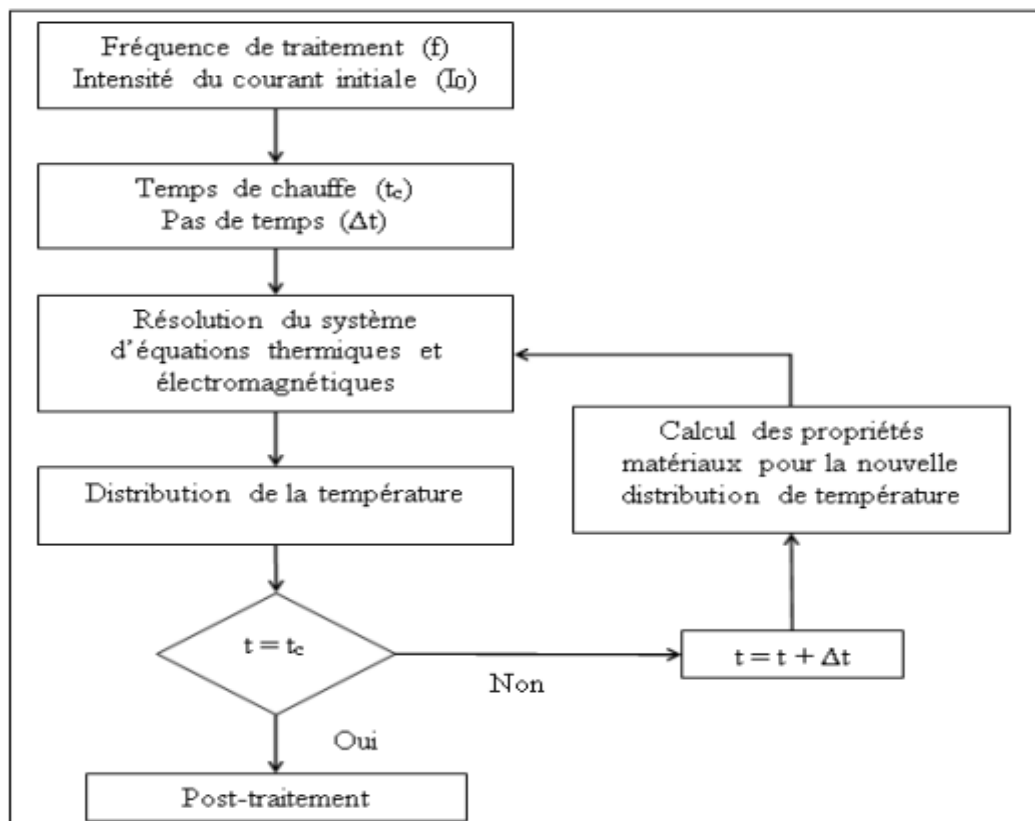 Fréquence de traitement (f)
Intensité du courant initiale (I0)
Temps de chauffe (tc)
Pas de temps (Δt)
Résolution du système
d'équations thermiques et
électromagnétiques
Distribution de la température
Calcul des propriétés
matériaux pour la nouvelle
distribution de température
t = tc
Non
t = t + Δt
Oui
Post-traitement